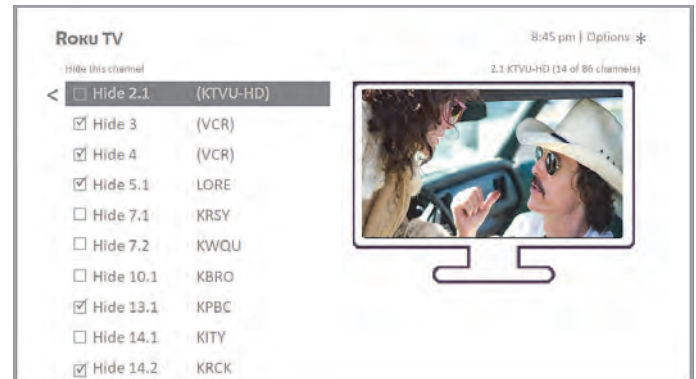 Roku TV
8:45 pm | Options *
Hide this channel
2.1 KTVU-HD (14 of 86 channels)
< ☐ Hide 2.1 (KTVU-HD)
☑ Hide 3 (VCR)
☑ Hide 4 (VCR)
☑ Hide 5.1 LORE
☐ Hide 7.1 KRSY
☐ Hide 7.2 KWQU
☐ Hide 10.1 KBRO
☑ Hide 13.1 KPBC
☐ Hide 14.1 KITY
☑ Hide 14.2 KRCK